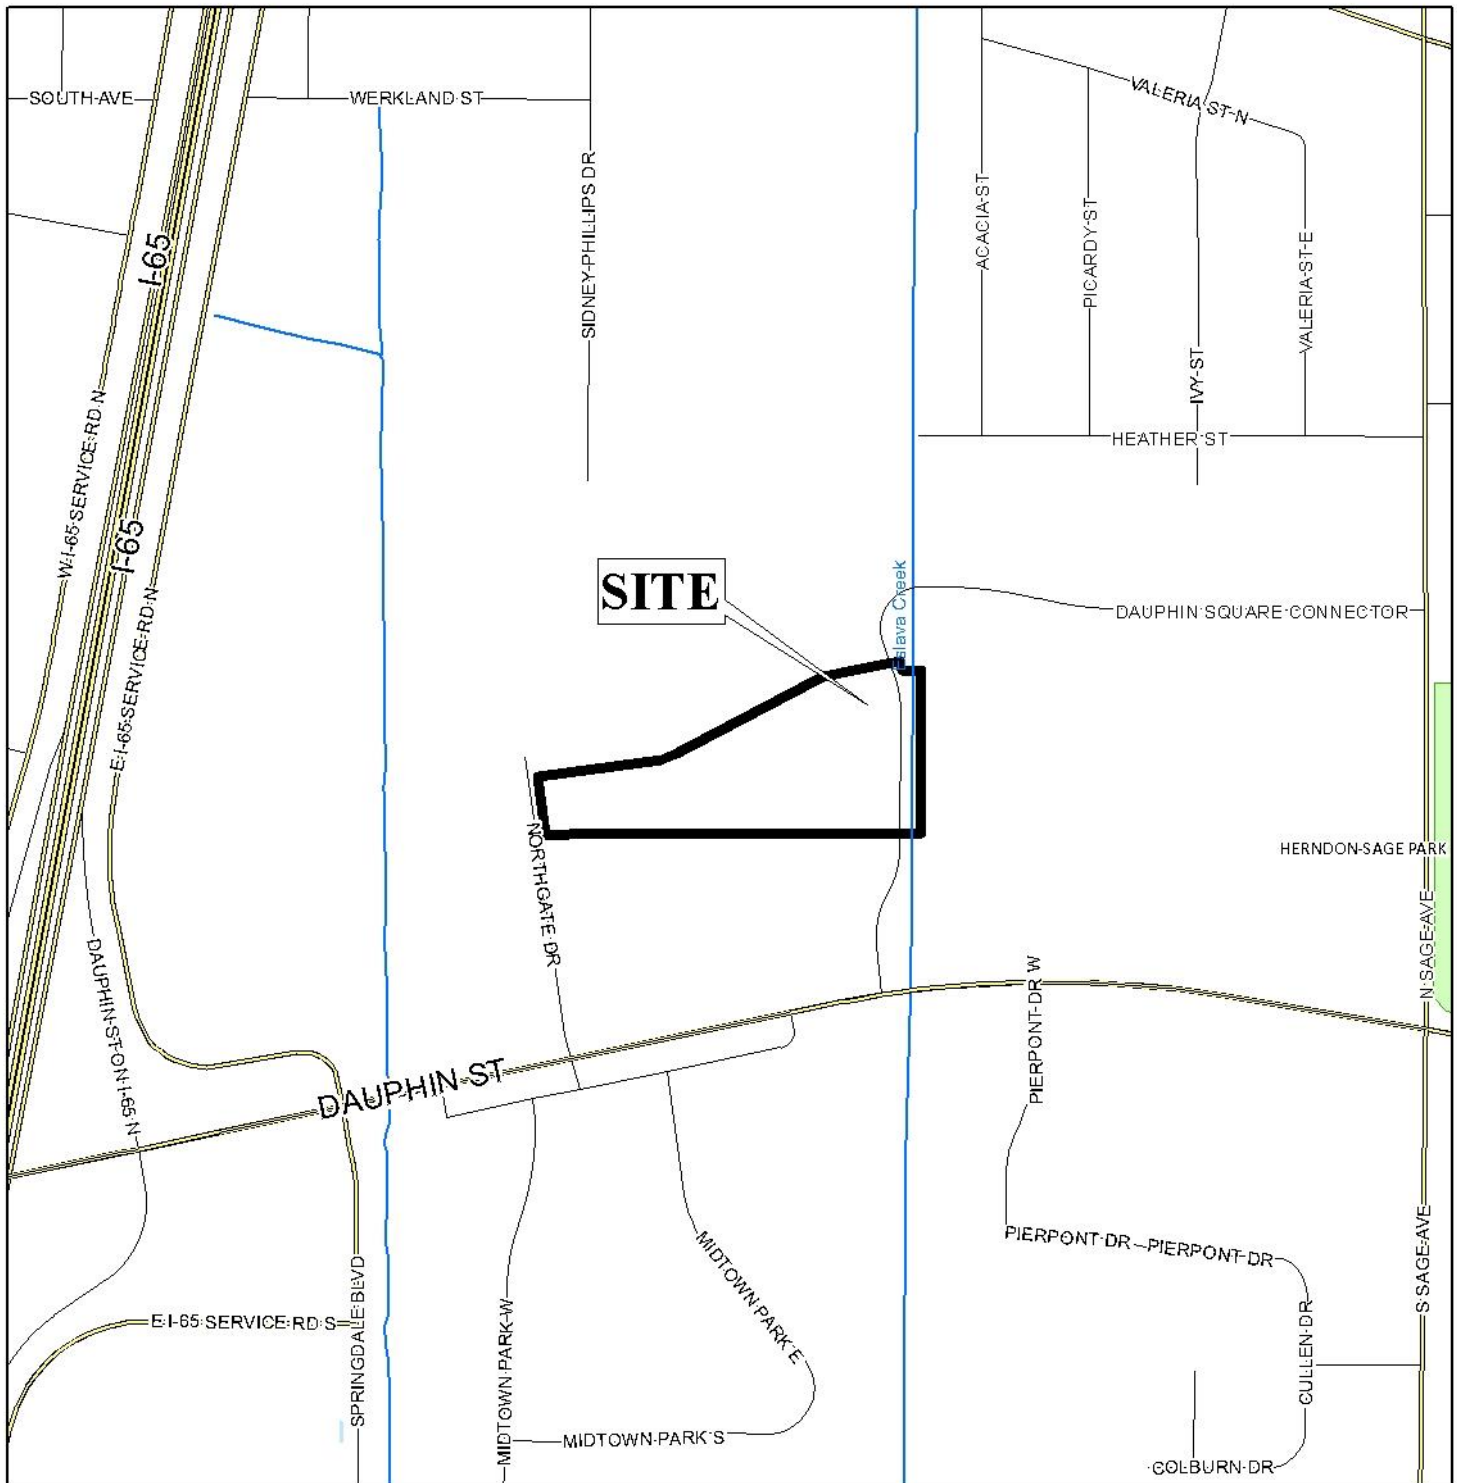 SOUTH AVE
WERKLAND ST
VALERIA ST N
SIDNEY PHILLIPS DR
ACACIA ST
PICARDY ST
VALERIA ST E
I-65
IVY ST
W I-65 SERVICE RD N
HEATHER ST
I-65
SITE
Eslava Creek
DAUPHIN SQUARE CONNECTOR
E I-65 SERVICE RD N
NORTHGATE DR
HERNDON-SAGE PARK
N SAGE AVE
DAUPHIN ST ON I-65 N
PIERPONT DR W
DAUPHIN ST
PIERPONT DR
PIERPONT DR
S SAGE AVE
MIDTOWN PARK E
E I-65 SERVICE RD S
SPRINGDALE BLVD
MIDTOWN PARK W
CULLEN DR
MIDTOWN PARK S
COLBURN DR